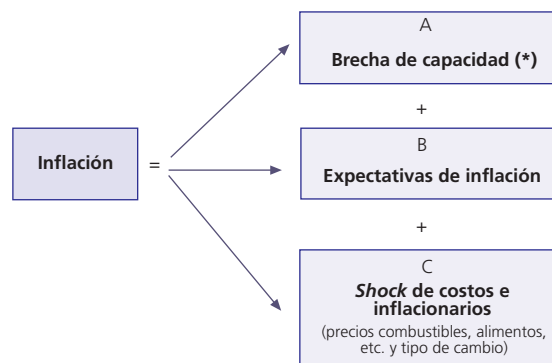 A
Brecha de capacidad (*)
+
Inflación =
B
Expectativas de inflación
+
C
Shock de costos e
inflacionarios
(precios combustibles, alimentos,
etc. y tipo de cambio)